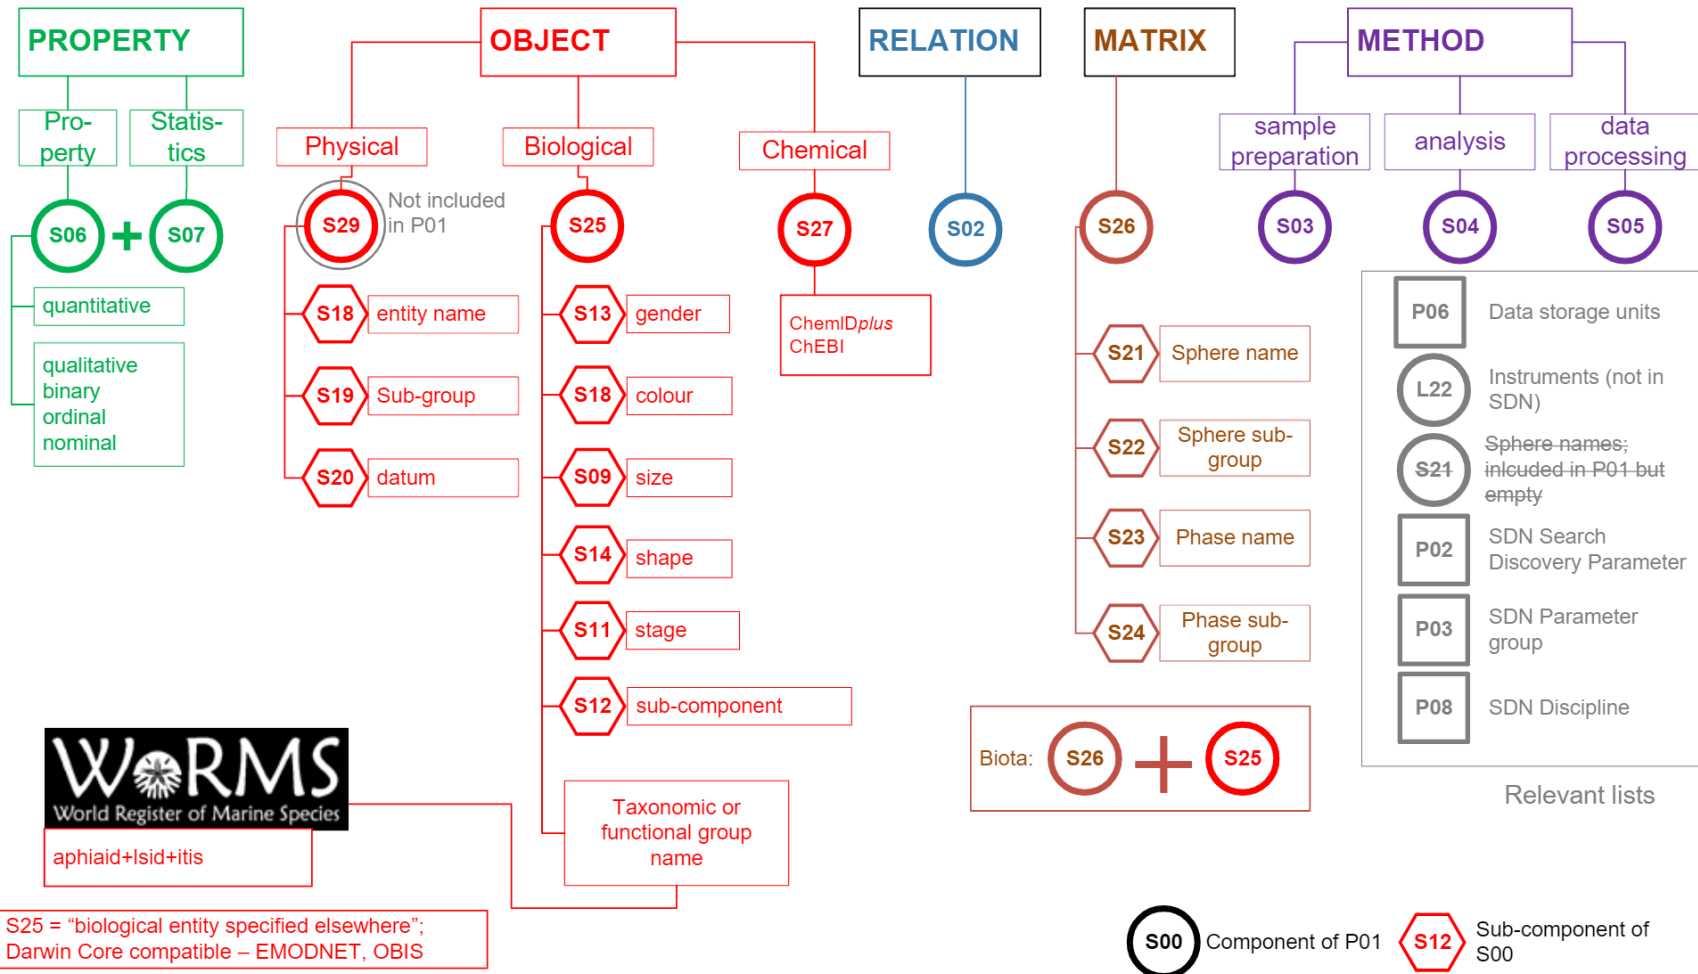 PROPERTY
OBJECT
RELATION
MATRIX
METHOD
Pro-
perty
Statis-
tics
Physical
Biological
Chemical
sample
preparation
analysis
data
processing
S06
+
S07
S29
Not included
in P01
S25
S27
S02
S26
S03
S04
S05
quantitative
qualitative
binary
ordinal
nominal
S18
entity name
S19
Sub-group
S20
datum
S13
gender
S18
colour
S09
size
S14
shape
S11
stage
S12
sub-component
Taxonomic or
functional group
name
ChemIDplus
ChEBI
S21
Sphere name
S22
Sphere sub-
group
S23
Phase name
S24
Phase sub-
group
Biota:
S26
+
S25
P06
Data storage units
L22
Instruments (not in
SDN)
S21
Sphere names;
inlcuded in P01 but
empty
P02
SDN Search
Discovery Parameter
P03
SDN Parameter
group
P08
SDN Discipline
Relevant lists
WoRMS
World Register of Marine Species
aphiaid+lsid+itis
S25 = “biological entity specified elsewhere”;
Darwin Core compatible – EMODNET, OBIS
S00
Component of P01
S12
Sub-component of
S00